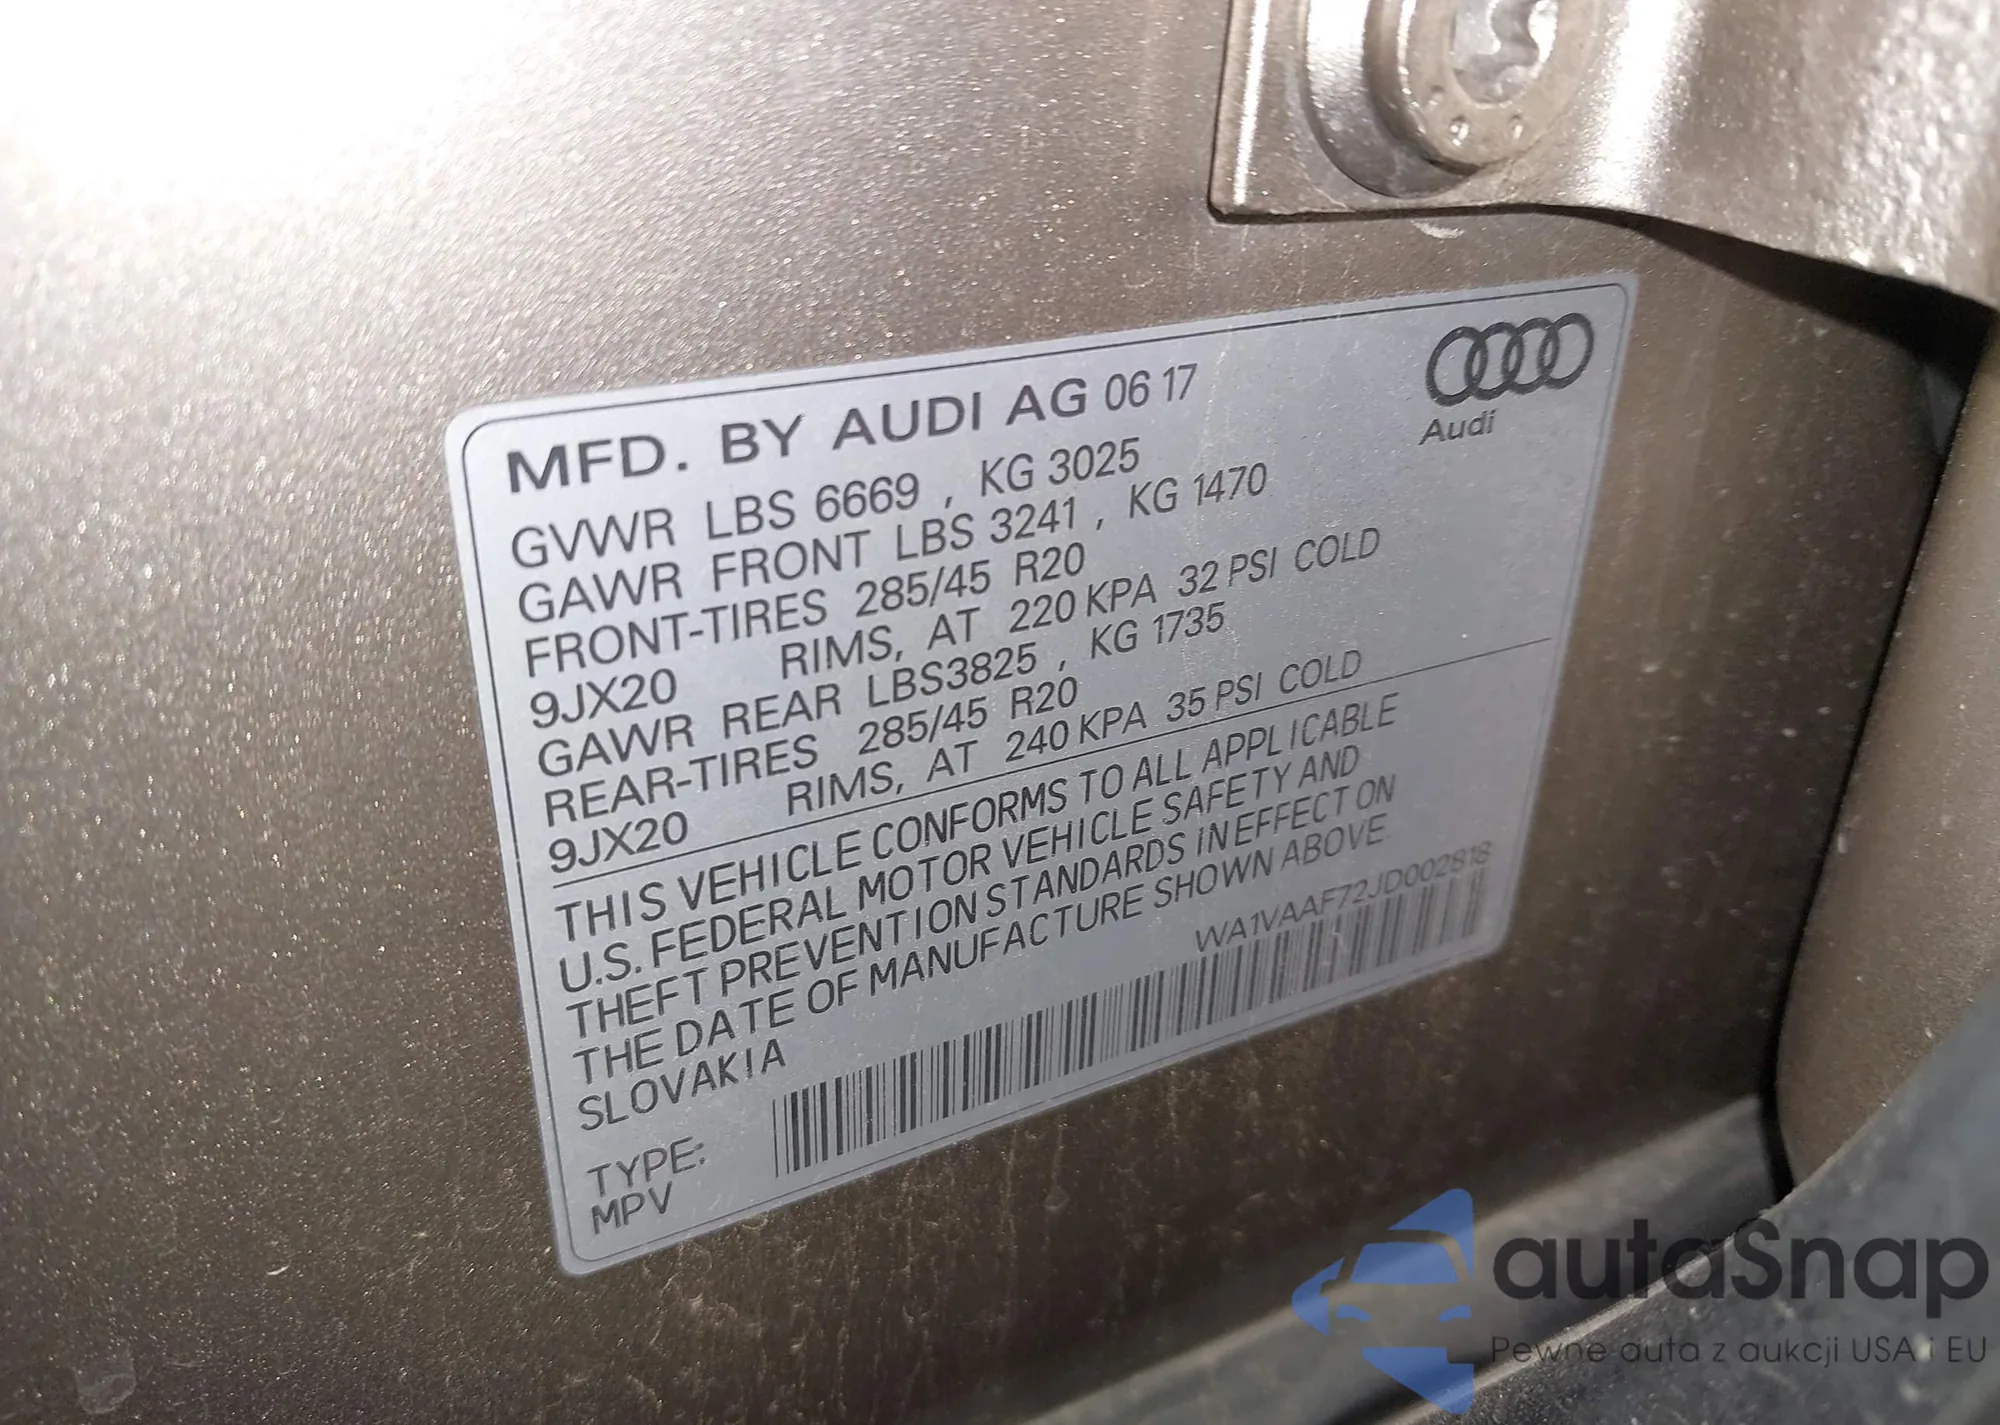 MFD. BY AUDI AG 06 17
Audi
GVWR LBS 6669 , KG 3025
GAWR FRONT LBS 3241 , KG 1470
FRONT-TIRES 285/45 R20
9JX20 RIMS, AT 220 KPA 32 PSI COLD
GAWR REAR LBS3825 , KG 1735
REAR-TIRES 285/45 R20
9JX20 RIMS, AT 240 KPA 35 PSI COLD
THIS VEHICLE CONFORMS TO ALL APPLICABLE
U.S. FEDERAL MOTOR VEHICLE SAFETY AND
THEFT PREVENTION STANDARDS IN EFFECT ON
THE DATE OF MANUFACTURE SHOWN ABOVE.
SLOVAKIA
WA1VAAF72JD002818
TYPE:
MPV
autaSnap
Pewne auta z aukcji USA i EU